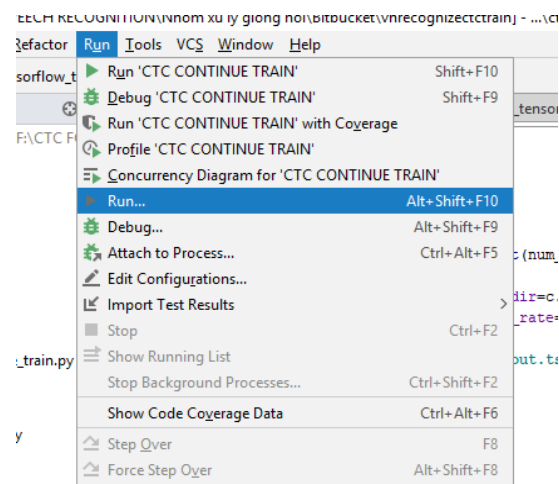 EECH RECOGNITION\Nhom xu ly giong noi\Bitbucket\vnrecognizectctrain] - ...\ct
Refactor Run Tools VCS Window Help
sorflow_t
Run 'CTC CONTINUE TRAIN' Shift+F10
Debug 'CTC CONTINUE TRAIN' Shift+F9
_tensor
Run 'CTC CONTINUE TRAIN' with Coverage
F:\CTC F
Profile 'CTC CONTINUE TRAIN'
Concurrency Diagram for 'CTC CONTINUE TRAIN'
Run... Alt+Shift+F10
Debug... Alt+Shift+F9
Attach to Process... Ctrl+Alt+F5
(num_
Edit Configurations...
Import Test Results
dir=c.
_rate=
Stop Ctrl+F2
Show Running List
_train.py
out.ts
Stop Background Processes... Ctrl+Shift+F2
Show Code Coverage Data Ctrl+Alt+F6
y
Step Over F8
Force Step Over Alt+Shift+F8